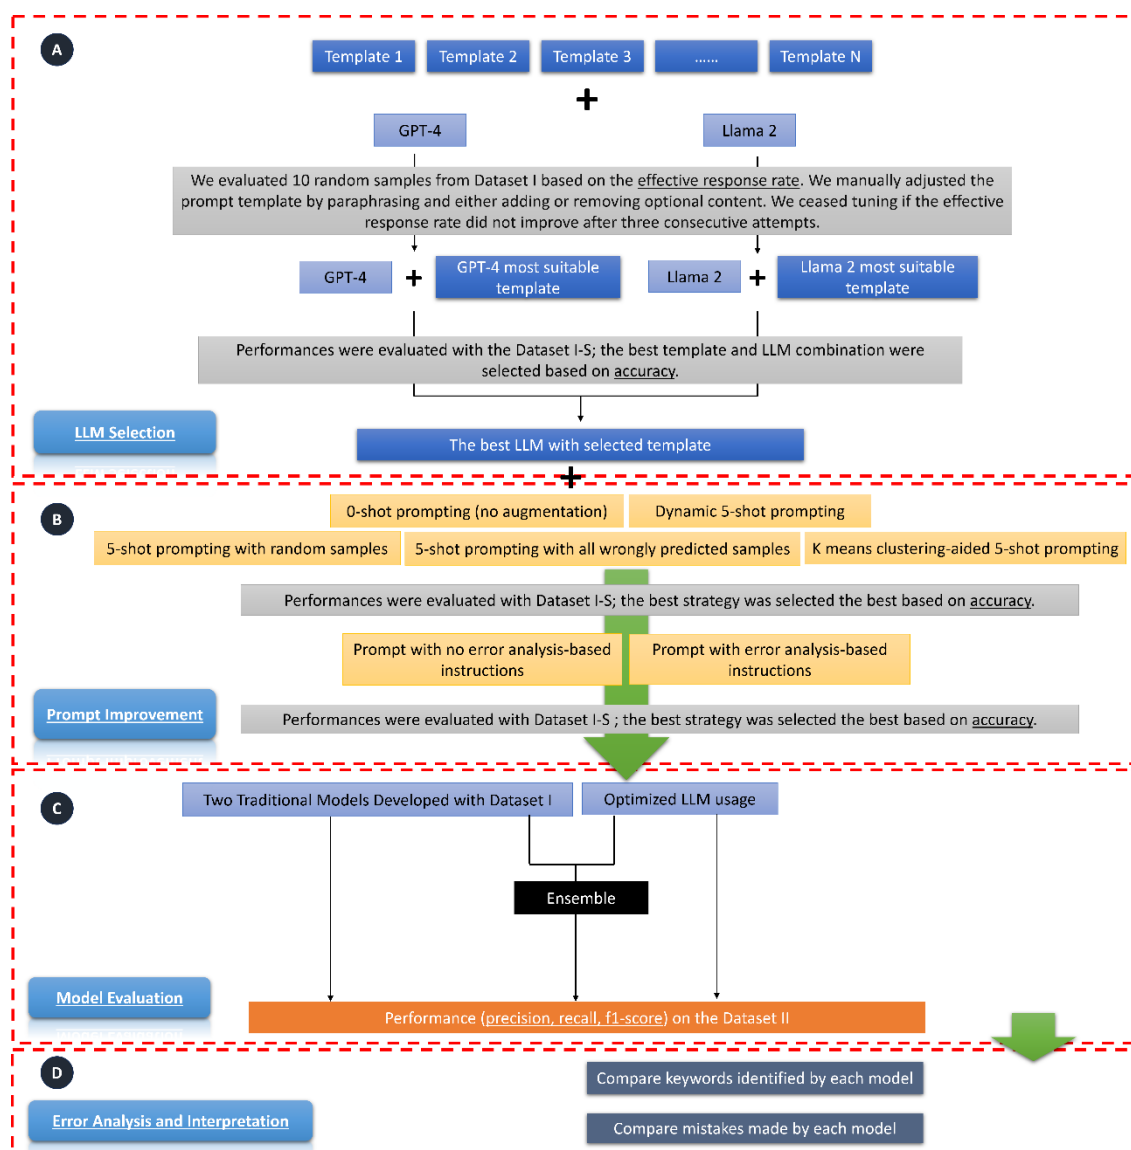 A
Template 1
Template 2
Template 3
......
Template N
+
GPT-4
Llama 2
We evaluated 10 random samples from Dataset I based on the effective response rate. We manually adjusted the
prompt template by paraphrasing and either adding or removing optional content. We ceased tuning if the effective
response rate did not improve after three consecutive attempts.
GPT-4
+
GPT-4 most suitable
template
Llama 2
+
Llama 2 most suitable
template
Performances were evaluated with the Dataset I-S; the best template and LLM combination were
selected based on accuracy.
LLM Selection
The best LLM with selected template
+
B
0-shot prompting (no augmentation)
Dynamic 5-shot prompting
5-shot prompting with random samples
5-shot prompting with all wrongly predicted samples
K means clustering-aided 5-shot prompting
Performances were evaluated with Dataset I-S; the best strategy was selected the best based on accuracy.
Prompt with no error analysis-based
instructions
Prompt with error analysis-based
instructions
Prompt Improvement
Performances were evaluated with Dataset I-S ; the best strategy was selected the best based on accuracy.
C
Two Traditional Models Developed with Dataset I
Optimized LLM usage
Ensemble
Model Evaluation
Performance (precision, recall, f1-score) on the Dataset II
D
Compare keywords identified by each model
Error Analysis and Interpretation
Compare mistakes made by each model